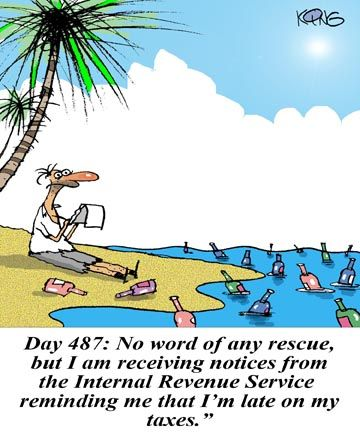 KANG
Day 487: No word of any rescue,
but I am receiving notices from
the Internal Revenue Service
reminding me that I'm late on my
taxes.”